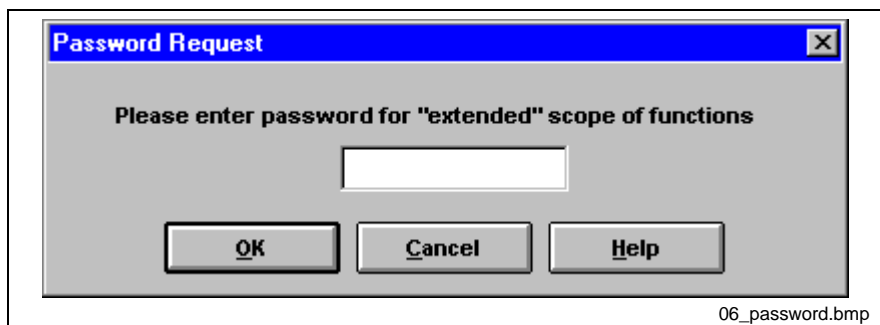 Password Request
Please enter password for "extended" scope of functions
OK Cancel Help
06_password.bmp